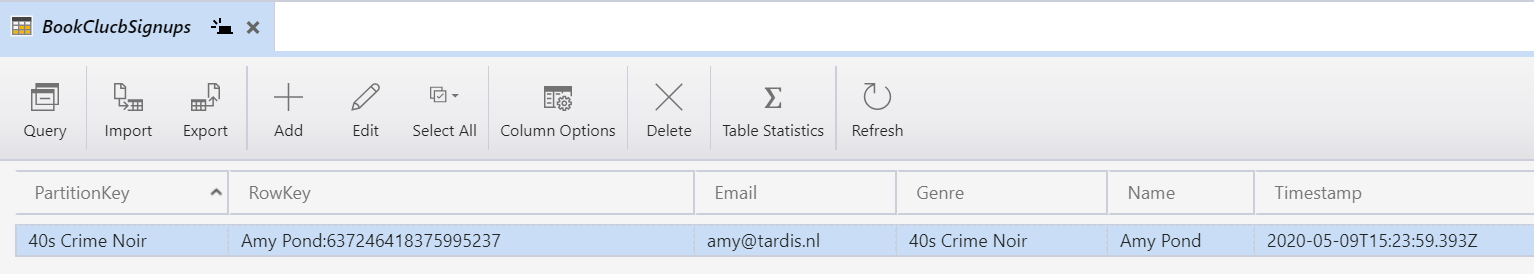 BookClucbSignups
Query Import Export Add Edit Select All Column Options Delete Table Statistics Refresh
PartitionKey RowKey Email Genre Name Timestamp
40s Crime Noir Amy Pond:637246418375995237 amy@tardis.nl 40s Crime Noir Amy Pond 2020-05-09T15:23:59.393Z